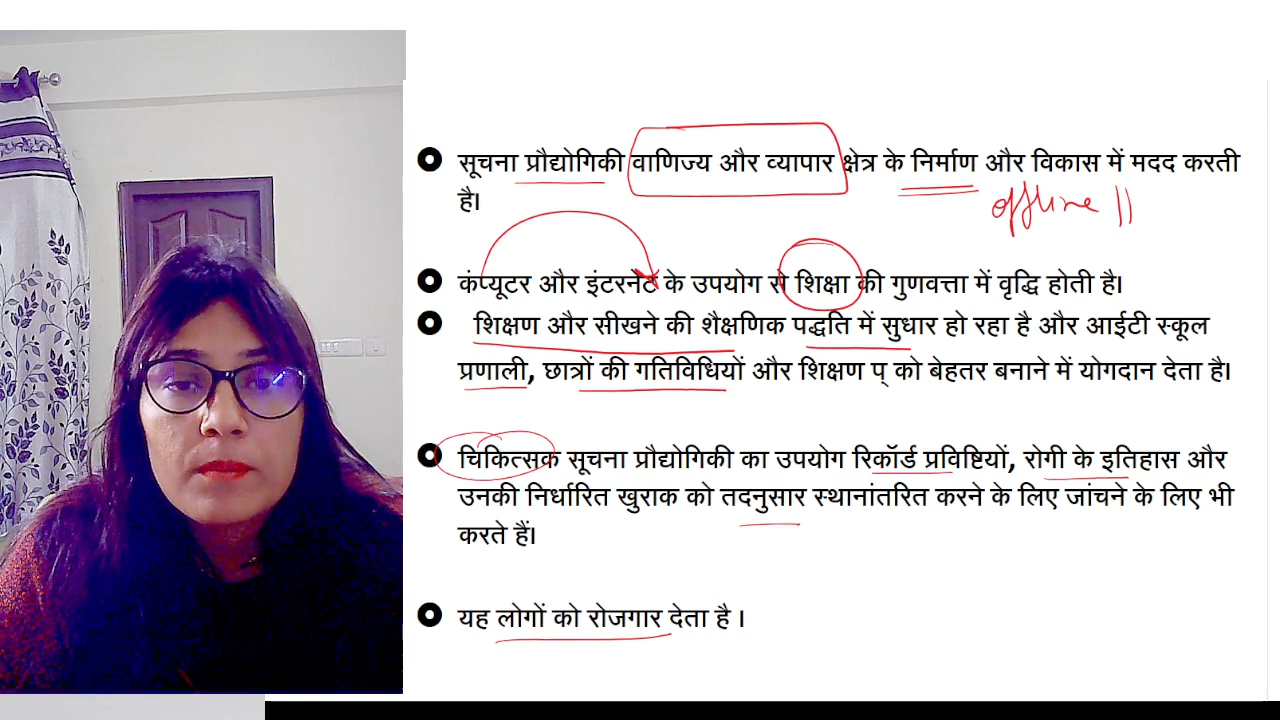 सूचना प्रौद्योगिकी वाणिज्य और व्यापार क्षेत्र के निर्माण और विकास में मदद करती
है।
offline
कंप्यूटर और इंटरनेट के उपयोग से शिक्षा की गुणवत्ता में वृद्धि होती है।
शिक्षण और सीखने की शैक्षणिक पद्धति में सुधार हो रहा है और आईटी स्कूल
प्रणाली, छात्रों की गतिविधियों और शिक्षण प् को बेहतर बनाने में योगदान देता है।
चिकित्सक सूचना प्रौद्योगिकी का उपयोग रिकॉर्ड प्रविष्टियों, रोगी के इतिहास और
उनकी निर्धारित खुराक को तदनुसार स्थानांतरित करने के लिए जांचने के लिए भी
करते हैं।
यह लोगों को रोजगार देता है ।